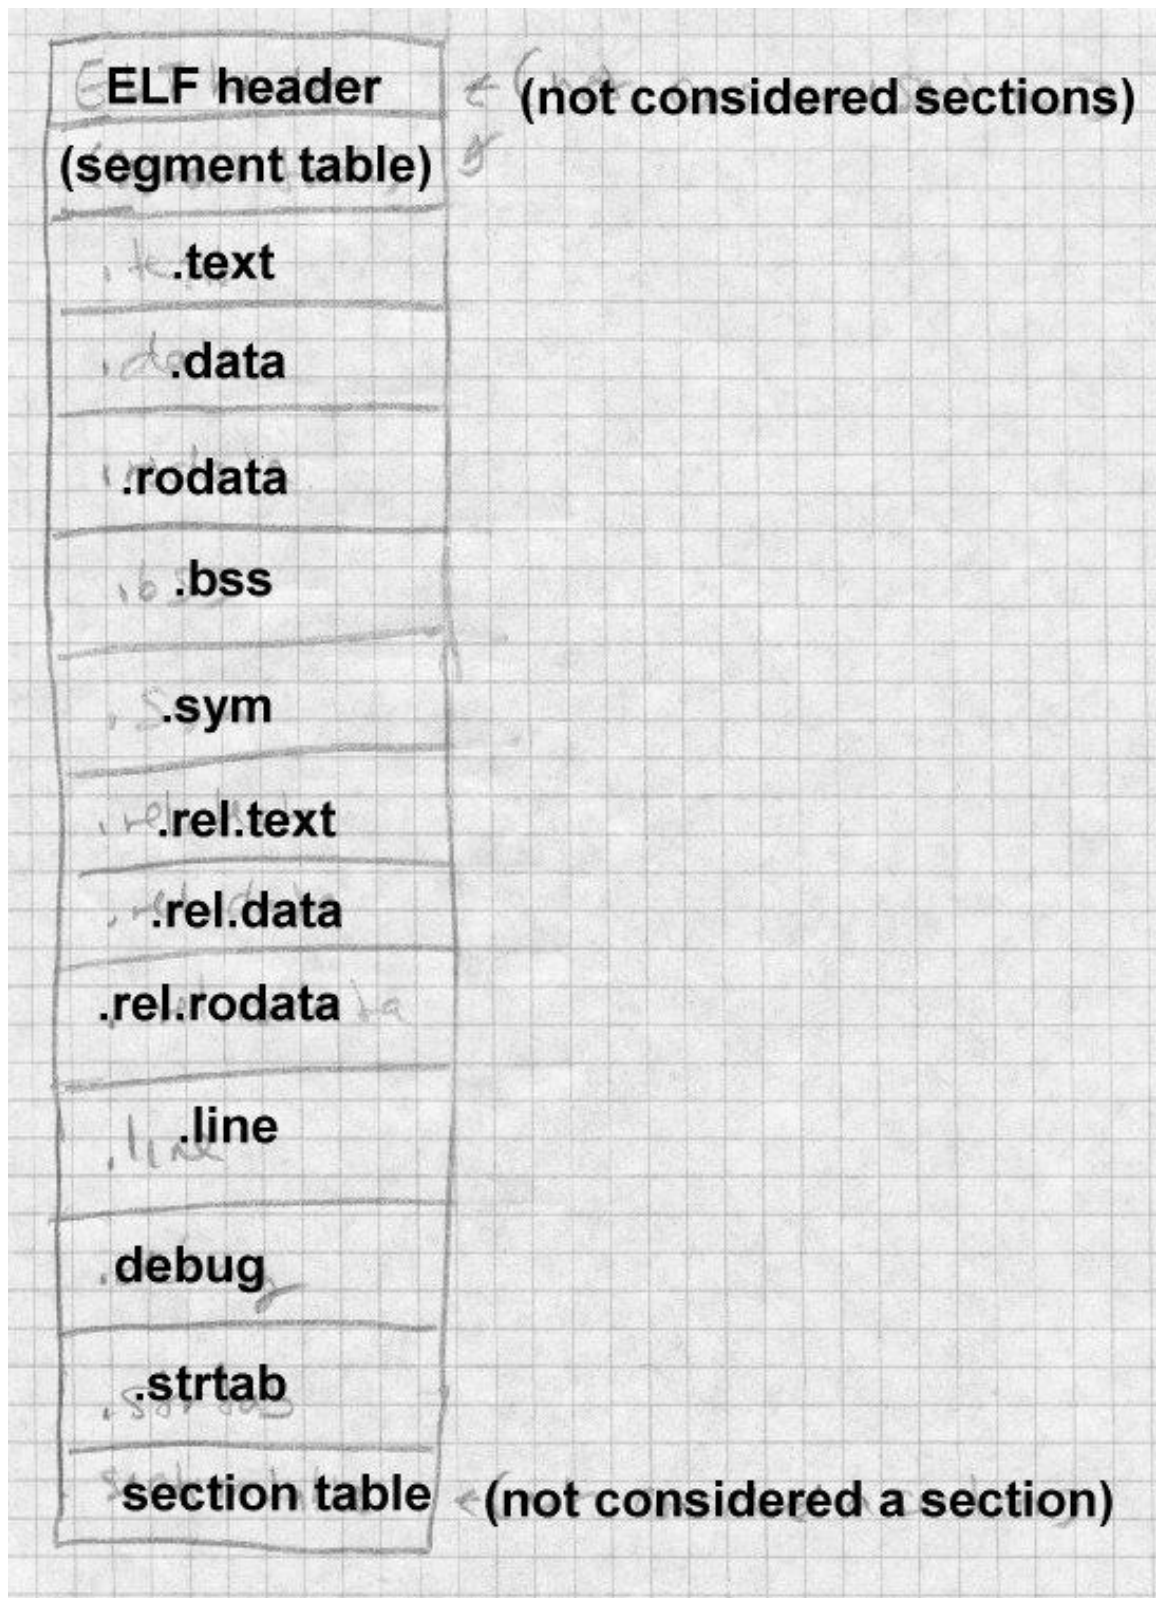 ELF header
(not considered sections)
(segment table)
.text
.data
.rodata
.bss
.sym
.rel.text
.rel.data
.rel.rodata
.line
debug
.strtab
section table
(not considered a section)